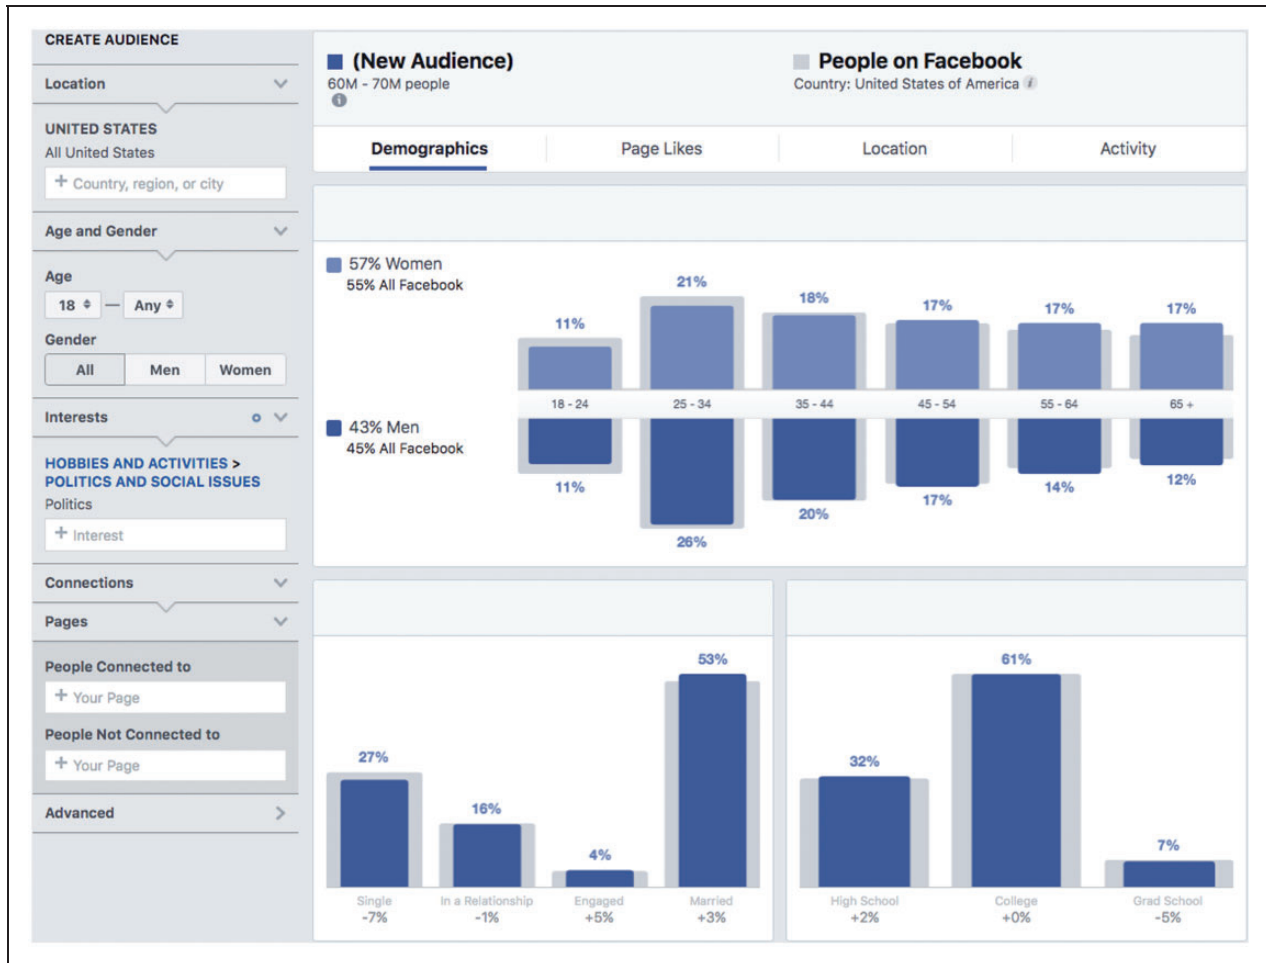 CREATE AUDIENCE
Location
UNITED STATES
All United States
+ Country, region, or city
Age and Gender
Age
18 — Any
Gender
All Men Women
Interests
HOBBIES AND ACTIVITIES >
POLITICS AND SOCIAL ISSUES
Politics
+ Interest
Connections
Pages
People Connected to
+ Your Page
People Not Connected to
+ Your Page
Advanced
(New Audience)
60M - 70M people
i
People on Facebook
Country: United States of America i
Demographics Page Likes Location Activity
57% Women
55% All Facebook
11% 21% 18% 17% 17% 17%
18 - 24 25 - 34 35 - 44 45 - 54 55 - 64 65 +
43% Men
45% All Facebook
11% 26% 20% 17% 14% 12%
27% 16% 4% 53%
Single In a Relationship Engaged Married
-7% -1% +5% +3%
32% 61% 7%
High School College Grad School
+2% +0% -5%